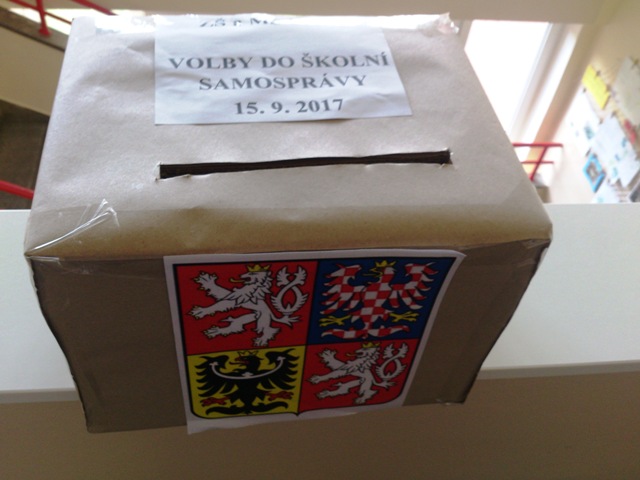 VOLBY DO ŠKOLNÍ
SAMOSPRÁVY
15. 9. 2017